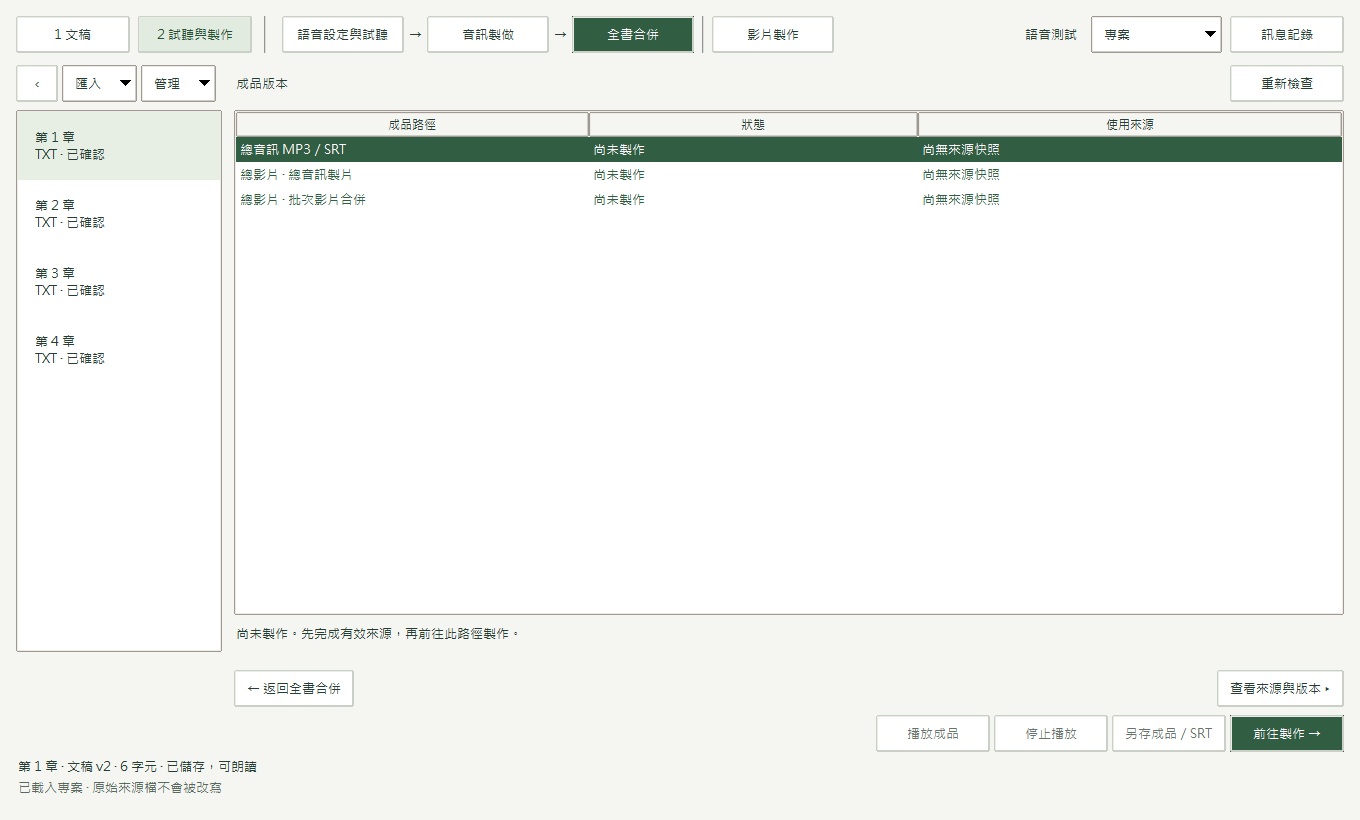 1 文稿
2 試聽與製作
語音設定與試聽
→
音訊製做
→
全書合併
影片製作
語音測試
專案
訊息記錄
‹
匯入
管理
成品版本
重新檢查
第 1 章
TXT · 已確認
第 2 章
TXT · 已確認
第 3 章
TXT · 已確認
第 4 章
TXT · 已確認
成品路徑 狀態 使用來源
總音訊 MP3 / SRT 尚未製作 尚無來源快照
總影片 · 總音訊製片 尚未製作 尚無來源快照
總影片 · 批次影片合併 尚未製作 尚無來源快照
尚未製作。先完成有效來源，再前往此路徑製作。
← 返回全書合併
查看來源與版本 ▸
播放成品
停止播放
另存成品 / SRT
前往製作 →
第 1 章 · 文稿 v2 · 6 字元 · 已儲存，可朗讀
已載入專案 · 原始來源檔不會被改寫